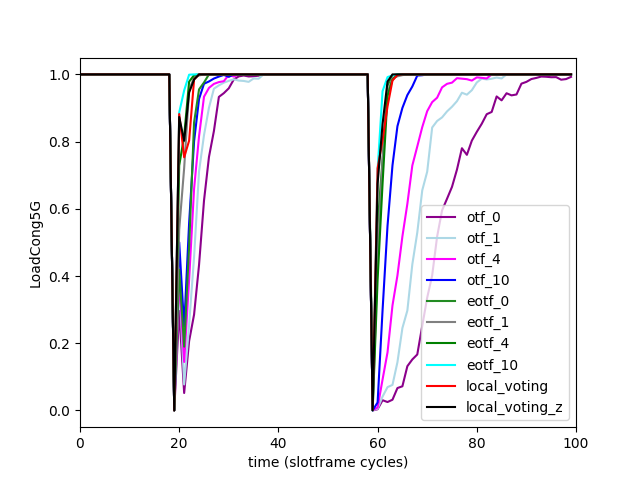 1.0
0.8
0.6
0.4
0.2
0.0
LoadCong5G
0 20 40 60 80 100
time (slotframe cycles)
otf_0
otf_1
otf_4
otf_10
eotf_0
eotf_1
eotf_4
eotf_10
local_voting
local_voting_z